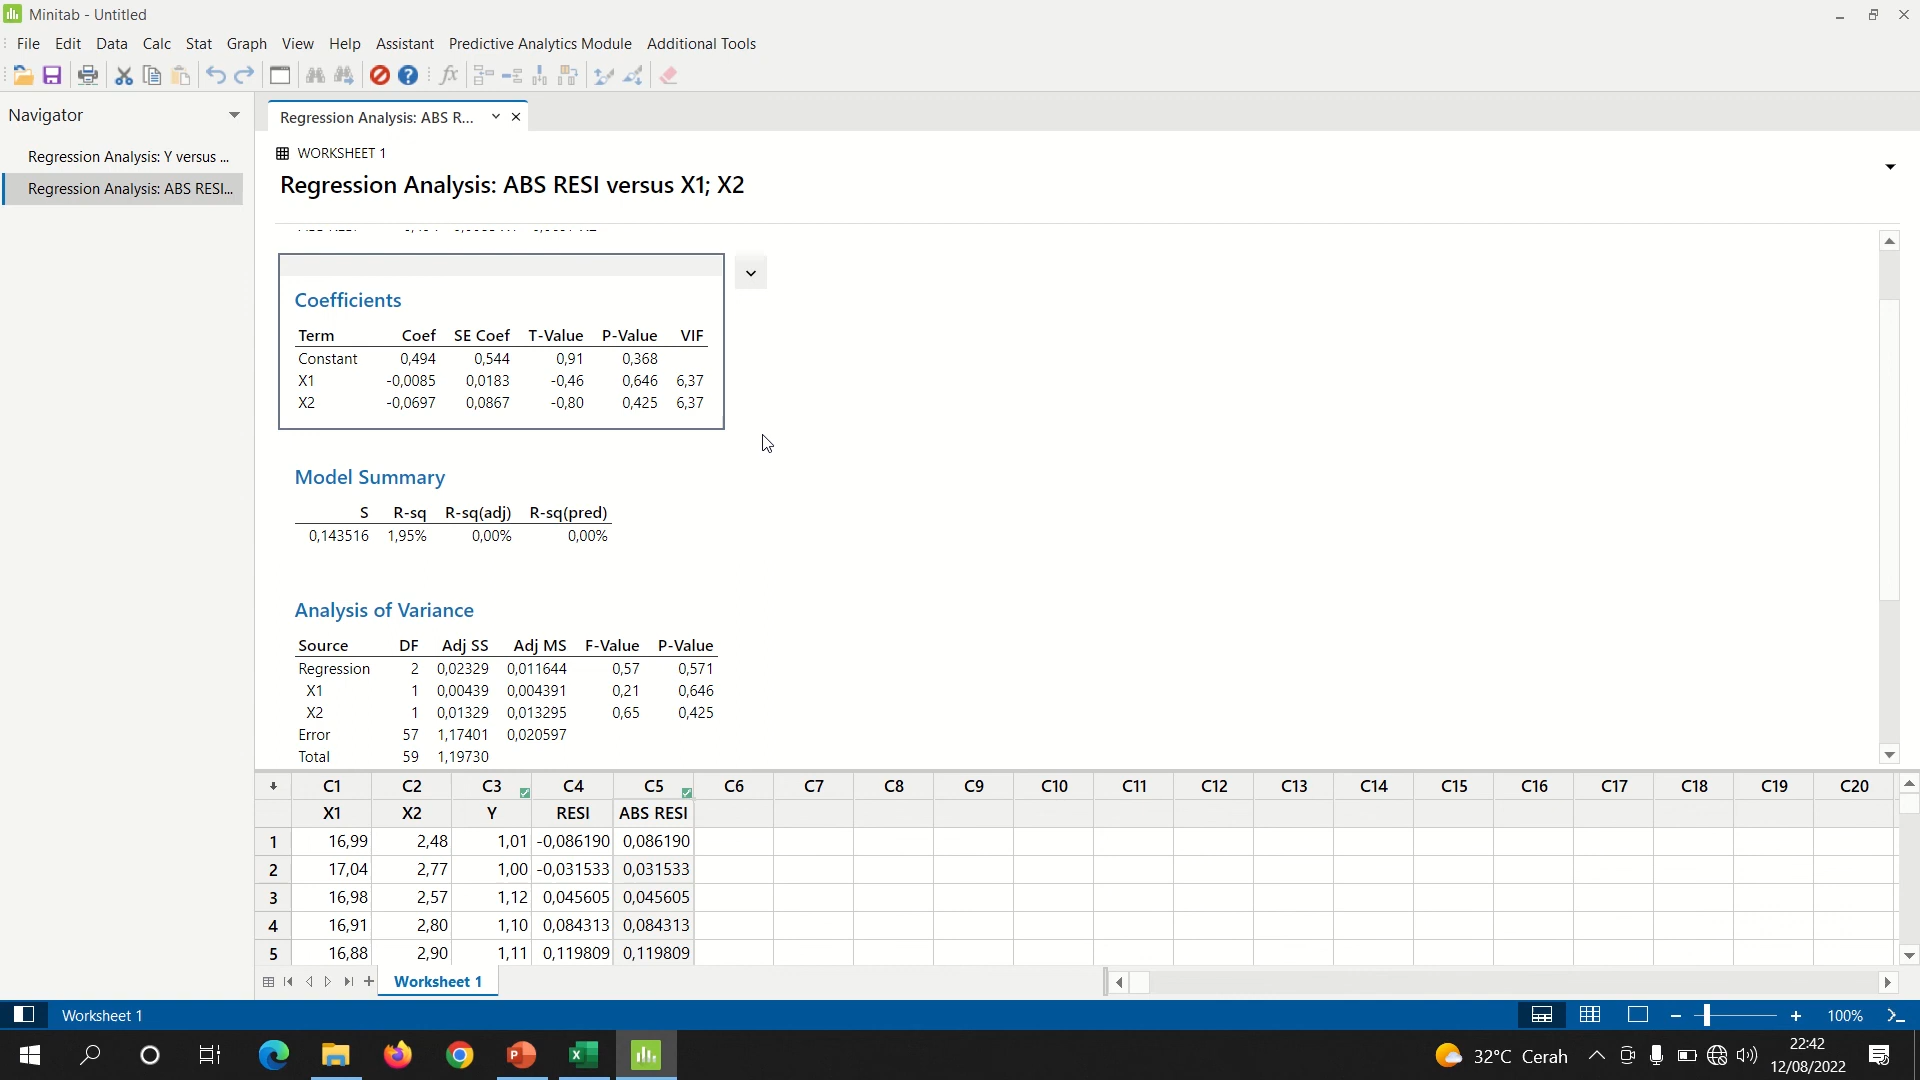 Minitab - Untitled
File Edit Data Calc Stat Graph View Help Assistant Predictive Analytics Module Additional Tools
Navigator
Regression Analysis: Y versus ...
Regression Analysis: ABS RESI...
Regression Analysis: ABS R...
WORKSHEET 1
Regression Analysis: ABS RESI versus X1; X2
Coefficients
Term Coef SE Coef T-Value P-Value VIF
Constant 0,494 0,544 0,91 0,368
X1 -0,0085 0,0183 -0,46 0,646 6,37
X2 -0,0697 0,0867 -0,80 0,425 6,37
Model Summary
S R-sq R-sq(adj) R-sq(pred)
0,143516 1,95% 0,00% 0,00%
Analysis of Variance
Source DF Adj SS Adj MS F-Value P-Value
Regression 2 0,02329 0,011644 0,57 0,571
X1 1 0,00439 0,004391 0,21 0,646
X2 1 0,01329 0,013295 0,65 0,425
Error 57 1,17401 0,020597
Total 59 1,19730
C1 C2 C3 C4 C5 C6 C7 C8 C9 C10 C11 C12 C13 C14 C15 C16 C17 C18 C19 C20
X1 X2 Y RESI ABS RESI
1 16,99 2,48 1,01 -0,086190 0,086190
2 17,04 2,77 1,00 -0,031533 0,031533
3 16,98 2,57 1,12 0,045605 0,045605
4 16,91 2,80 1,10 0,084313 0,084313
5 16,88 2,90 1,11 0,119809 0,119809
Worksheet 1
Worksheet 1
100%
32°C Cerah
22:42
12/08/2022